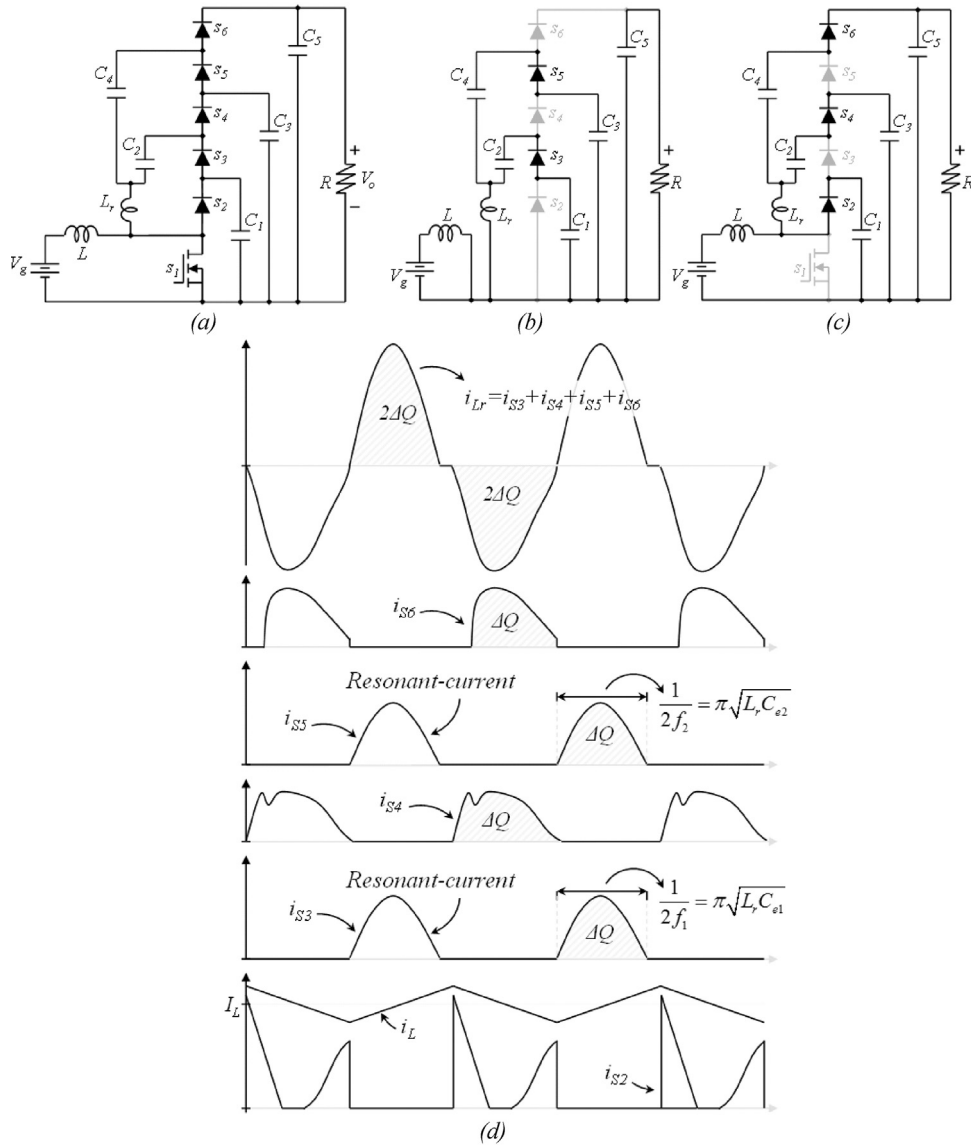 s6
C5
C4
s5
s4
C3
C2
s3
+
R
Vo
Lr
s2
−
L
C1
Vg
s1
(a)
s6
C5
C4
s5
s4
C3
C2
s3
+
R
L
Lr
s2
C1
Vg
(b)
s6
C5
C4
s5
s4
C3
C2
s3
+
R
L
Lr
s2
C1
Vg
s1
(c)
2ΔQ
iLr=iS3+iS4+iS5+iS6
2ΔQ
iS6
ΔQ
Resonant-current
iS5
ΔQ
1/(2f2) = π√(LrCe2)
iS4
ΔQ
Resonant-current
iS3
ΔQ
1/(2f1) = π√(LrCe1)
IL
iL
iS2
(d)